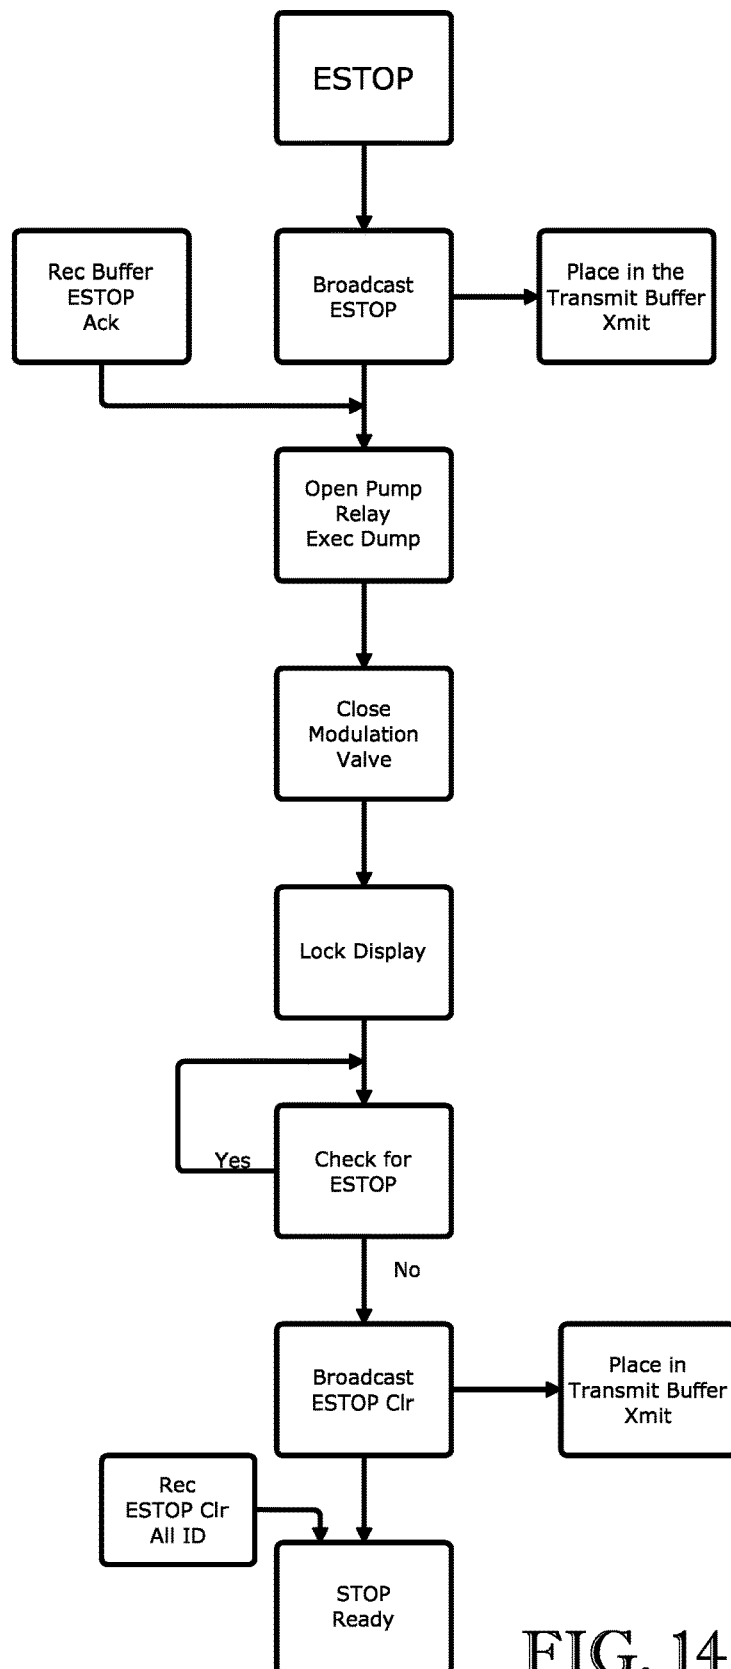 ESTOP
Rec Buffer
ESTOP
Ack
Broadcast
ESTOP
Place in the
Transmit Buffer
Xmit
Open Pump
Relay
Exec Dump
Close
Modulation
Valve
Lock Display
Yes
Check for
ESTOP
No
Broadcast
ESTOP Clr
Place in
Transmit Buffer
Xmit
Rec
ESTOP Clr
All ID
STOP
Ready
FIG. 14